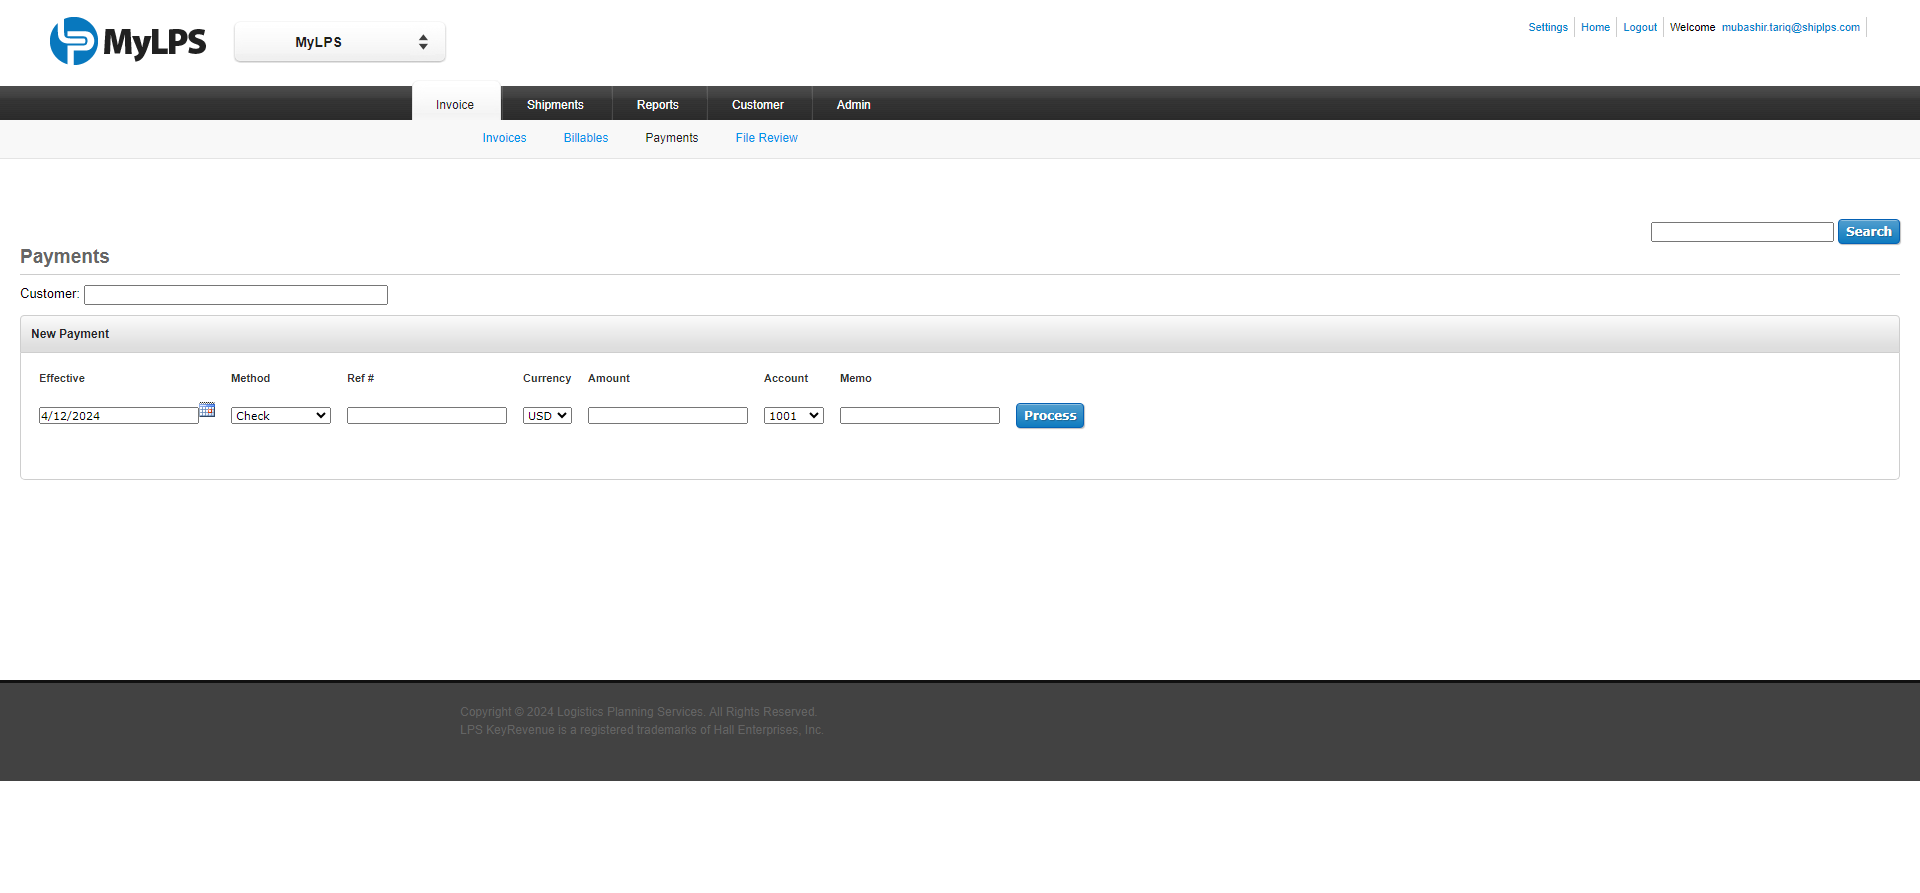 MyLPS
MyLPS
Settings Home Logout Welcome mubashir.tariq@shiplps.com
Invoice Shipments Reports Customer Admin
Invoices Billables Payments File Review
Search
Payments
Customer:
New Payment
Effective Method Ref # Currency Amount Account Memo
4/12/2024 Check USD 1001 Process
Copyright © 2024 Logistics Planning Services. All Rights Reserved.
LPS KeyRevenue is a registered trademarks of Hall Enterprises, Inc.